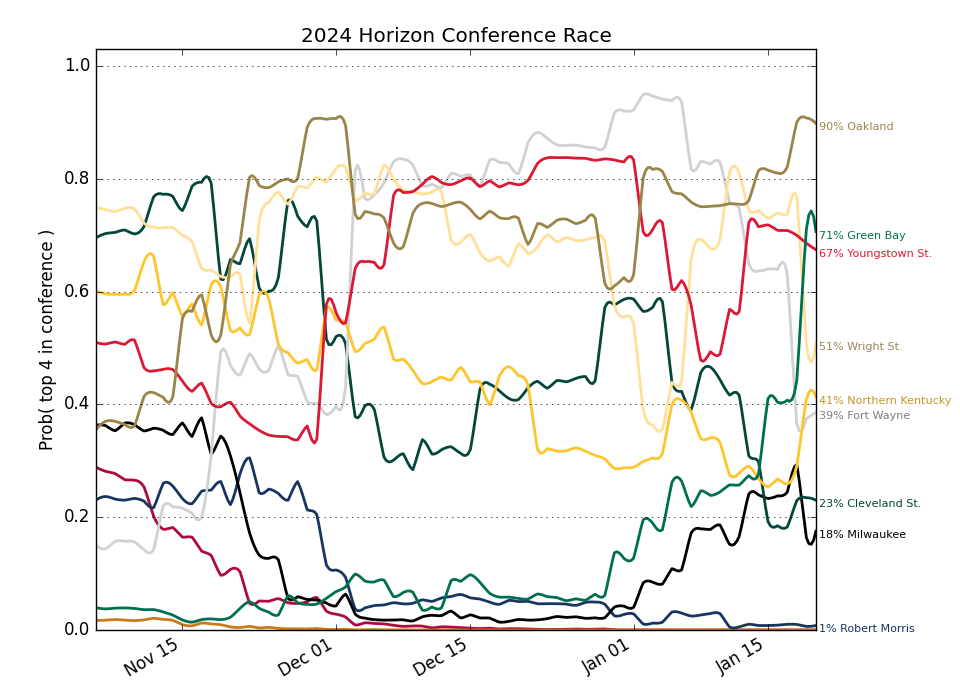 2024 Horizon Conference Race
Prob( top 4 in conference )
1.0
0.8
0.6
0.4
0.2
0.0
Nov 15
Dec 01
Dec 15
Jan 01
Jan 15
90% Oakland
71% Green Bay
67% Youngstown St.
51% Wright St.
41% Northern Kentucky
39% Fort Wayne
23% Cleveland St.
18% Milwaukee
1% Robert Morris